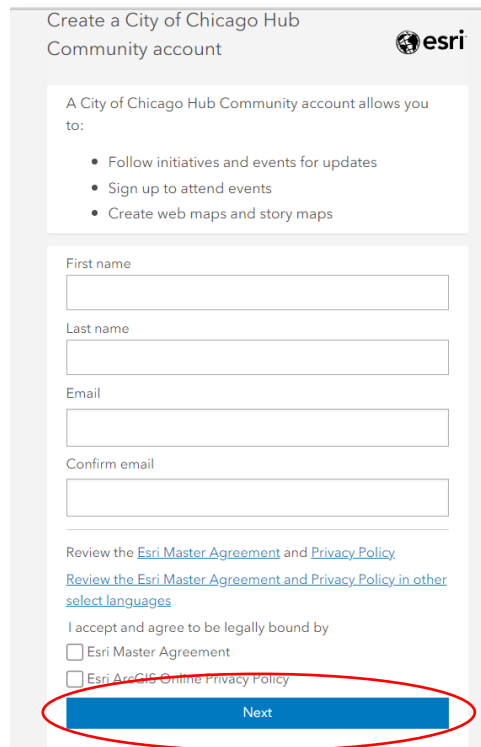 Create a City of Chicago Hub
Community account
esri
A City of Chicago Hub Community account allows you
to:
• Follow initiatives and events for updates
• Sign up to attend events
• Create web maps and story maps
First name
Last name
Email
Confirm email
Review the Esri Master Agreement and Privacy Policy
Review the Esri Master Agreement and Privacy Policy in other
select languages
I accept and agree to be legally bound by
Esri Master Agreement
Esri ArcGIS Online Privacy Policy
Next